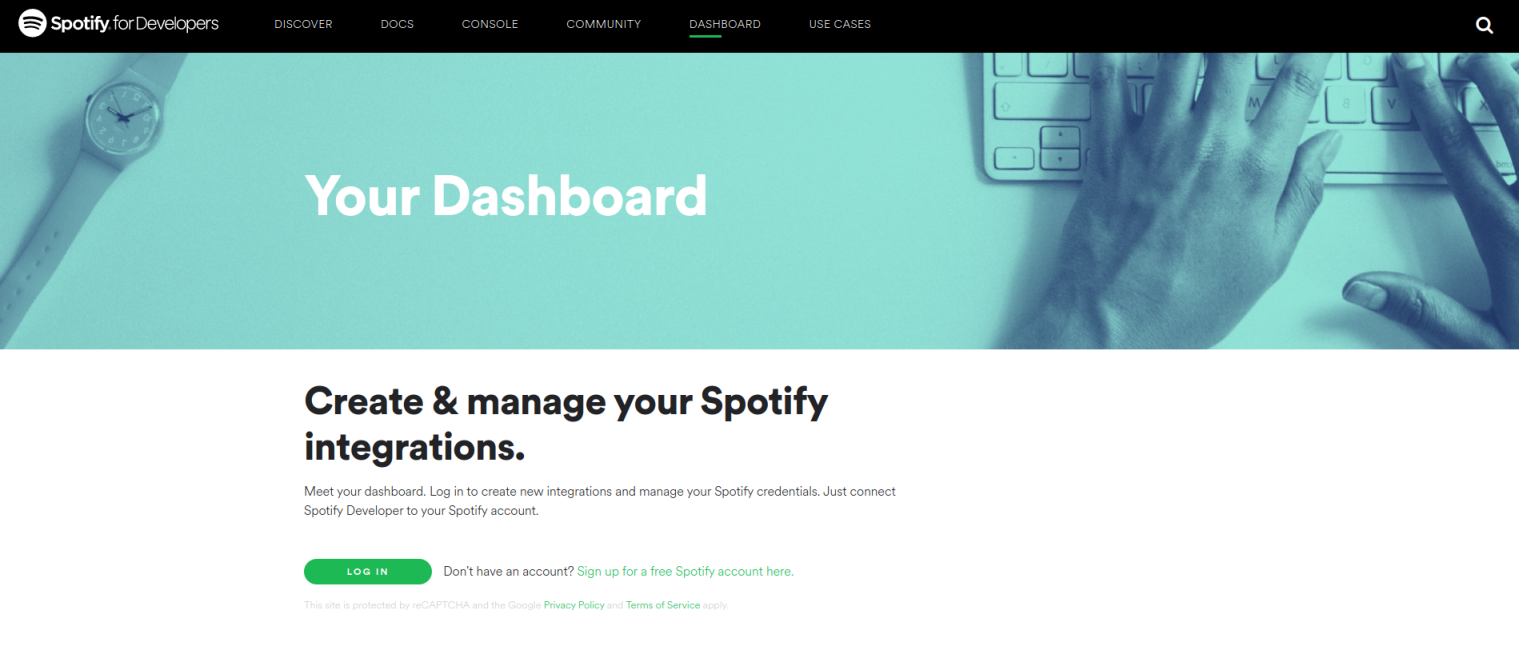 Spotify for Developers
DISCOVER
DOCS
CONSOLE
COMMUNITY
DASHBOARD
USE CASES
M
B
V
X
Your Dashboard
Create & manage your Spotify
integrations.
Meet your dashboard. Log in to create new integrations and manage your Spotify credentials. Just connect
Spotify Developer to your Spotify account.
LOG IN
Don't have an account? Sign up for a free Spotify account here.
This site is protected by reCAPTCHA and the Google Privacy Policy and Terms of Service apply.